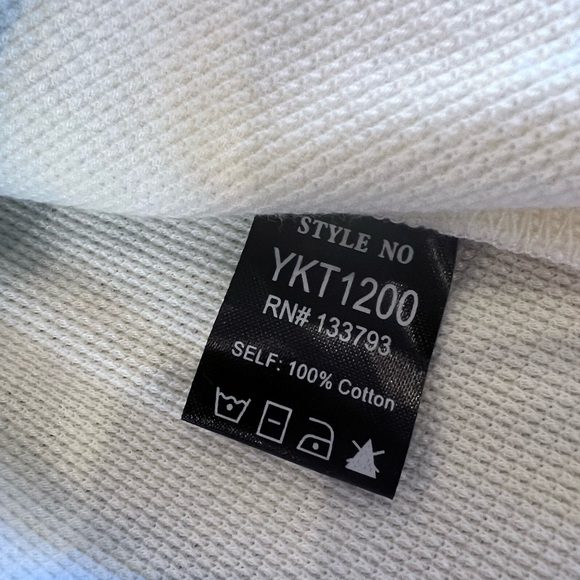 STYLE NO
YKT1200
RN# 133793
SELF: 100% Cotton